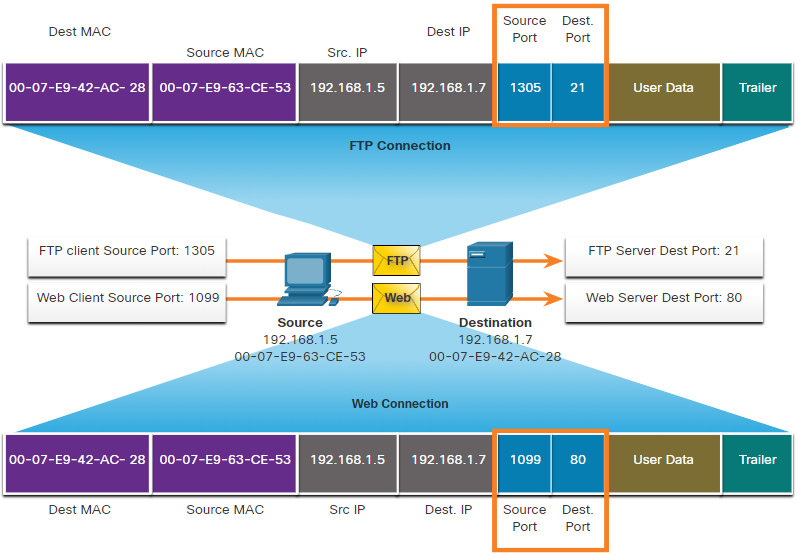 Dest MAC
Source MAC
Src. IP
Dest IP
Source
Port
Dest.
Port
00-07-E9-42-AC- 28
00-07-E9-63-CE-53
192.168.1.5
192.168.1.7
1305
21
User Data
Trailer
FTP Connection
FTP client Source Port: 1305
FTP
FTP Server Dest Port: 21
Web Client Source Port: 1099
Web
Web Server Dest Port: 80
Source
192.168.1.5
00-07-E9-63-CE-53
Destination
192.168.1.7
00-07-E9-42-AC-28
Web Connection
00-07-E9-42-AC- 28
00-07-E9-63-CE-53
192.168.1.5
192.168.1.7
1099
80
User Data
Trailer
Dest MAC
Source MAC
Src IP
Dest. IP
Source
Port
Dest.
Port